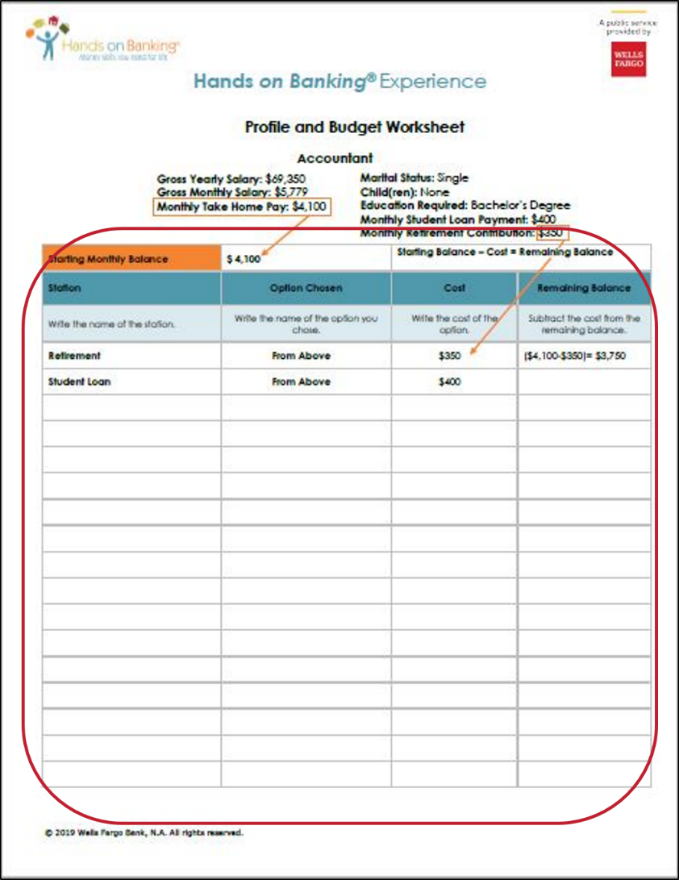 Hands on Banking®
Money skills you need for life
A public service
provided by
WELLS
FARGO
Hands on Banking® Experience
Profile and Budget Worksheet
Accountant
Gross Yearly Salary: $69,350
Gross Monthly Salary: $5,779
Monthly Take Home Pay: $4,100
Marital Status: Single
Child(ren): None
Education Required: Bachelor's Degree
Monthly Student Loan Payment: $400
Monthly Retirement Contribution: $350
Starting Monthly Balance $ 4,100 Starting Balance – Cost = Remaining Balance
Station Option Chosen Cost Remaining Balance
Write the name of the station. Write the name of the option you chose. Write the cost of the option. Subtract the cost from the remaining balance.
Retirement From Above $350 ($4,100-$350)= $3,750
Student Loan From Above $400
© 2019 Wells Fargo Bank, N.A. All rights reserved.